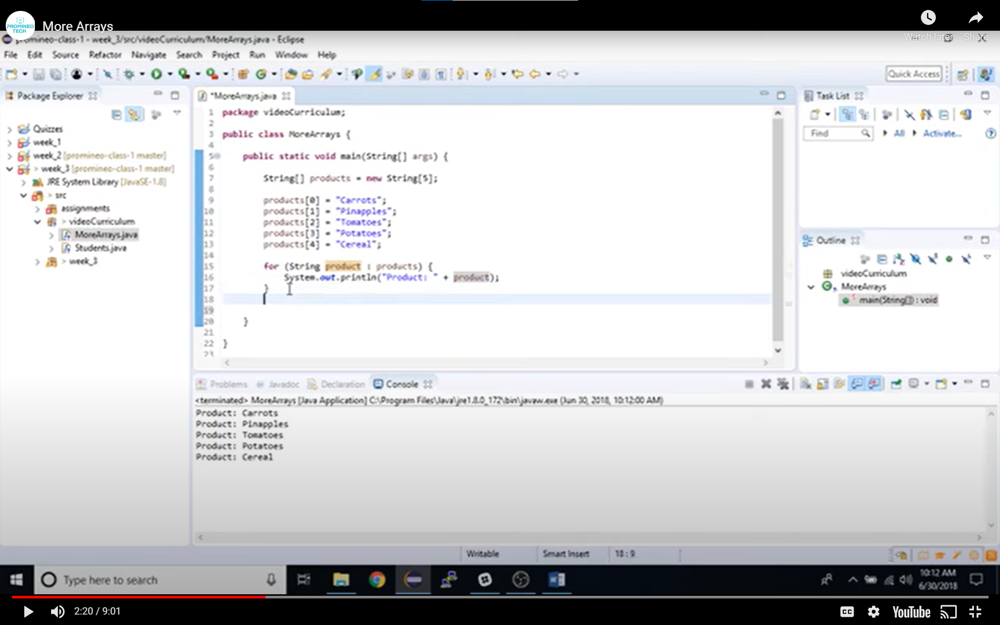 PROMINEO TECH
More Arrays
Watch later
Share
promineo-class-1 - week_3/src/videoCurriculum/MoreArrays.java - Eclipse
File Edit Source Refactor Navigate Search Project Run Window Help
Quick Access
Package Explorer
Quizzes
week_1
week_2 [promineo-class-1 master]
> week_3 [promineo-class-1 master]
JRE System Library [JavaSE-1.8]
> src
assignments
> videoCurriculum
MoreArrays.java
Students.java
> week_3
*MoreArrays.java
1 package videoCurriculum;
2
3 public class MoreArrays {
4
5 public static void main(String[] args) {
6
7 String[] products = new String[5];
8
9 products[0] = "Carrots";
10 products[1] = "Pinapples";
11 products[2] = "Tomatoes";
12 products[3] = "Potatoes";
13 products[4] = "Cereal";
14
15 for (String product : products) {
16 System.out.println("Product: " + product);
17 }
18
19
20 }
21
22 }
23
Task List
Find
All
Activate...
Outline
videoCurriculum
MoreArrays
main(String[]) : void
Problems Javadoc Declaration Console
<terminated> MoreArrays [Java Application] C:\Program Files\Java\jre1.8.0_172\bin\javaw.exe (Jun 30, 2018, 10:12:00 AM)
Product: Carrots
Product: Pinapples
Product: Tomatoes
Product: Potatoes
Product: Cereal
Writable
Smart Insert
18 : 9
Type here to search
10:12 AM
6/30/2018
2:20 / 9:01
CC
YouTube